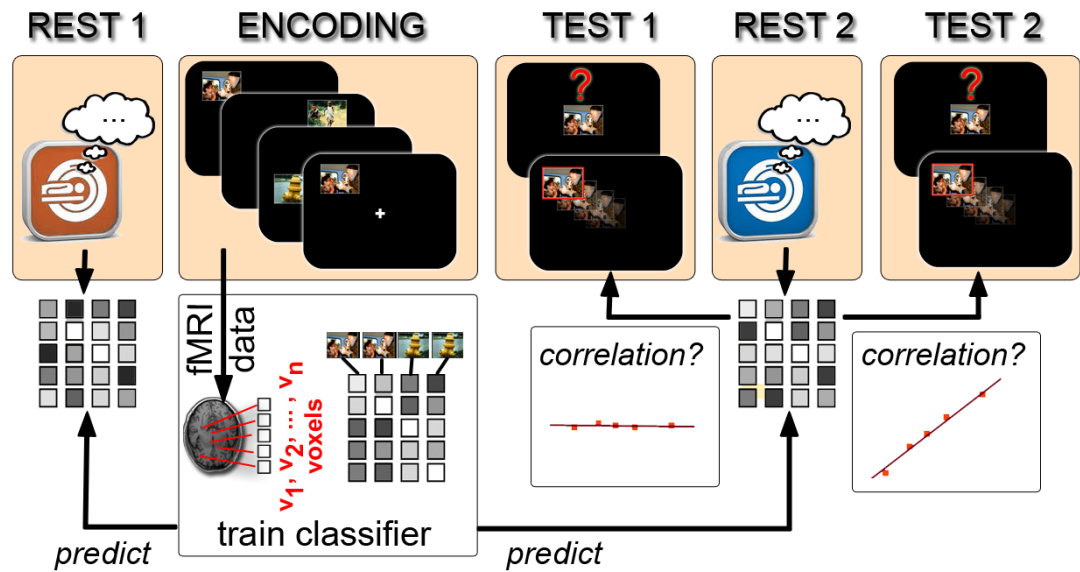 REST 1
ENCODING
TEST 1
REST 2
TEST 2
...
...
?
?
fMRI
data
v1, v2, ... , vn
voxels
train classifier
correlation?
correlation?
predict
predict